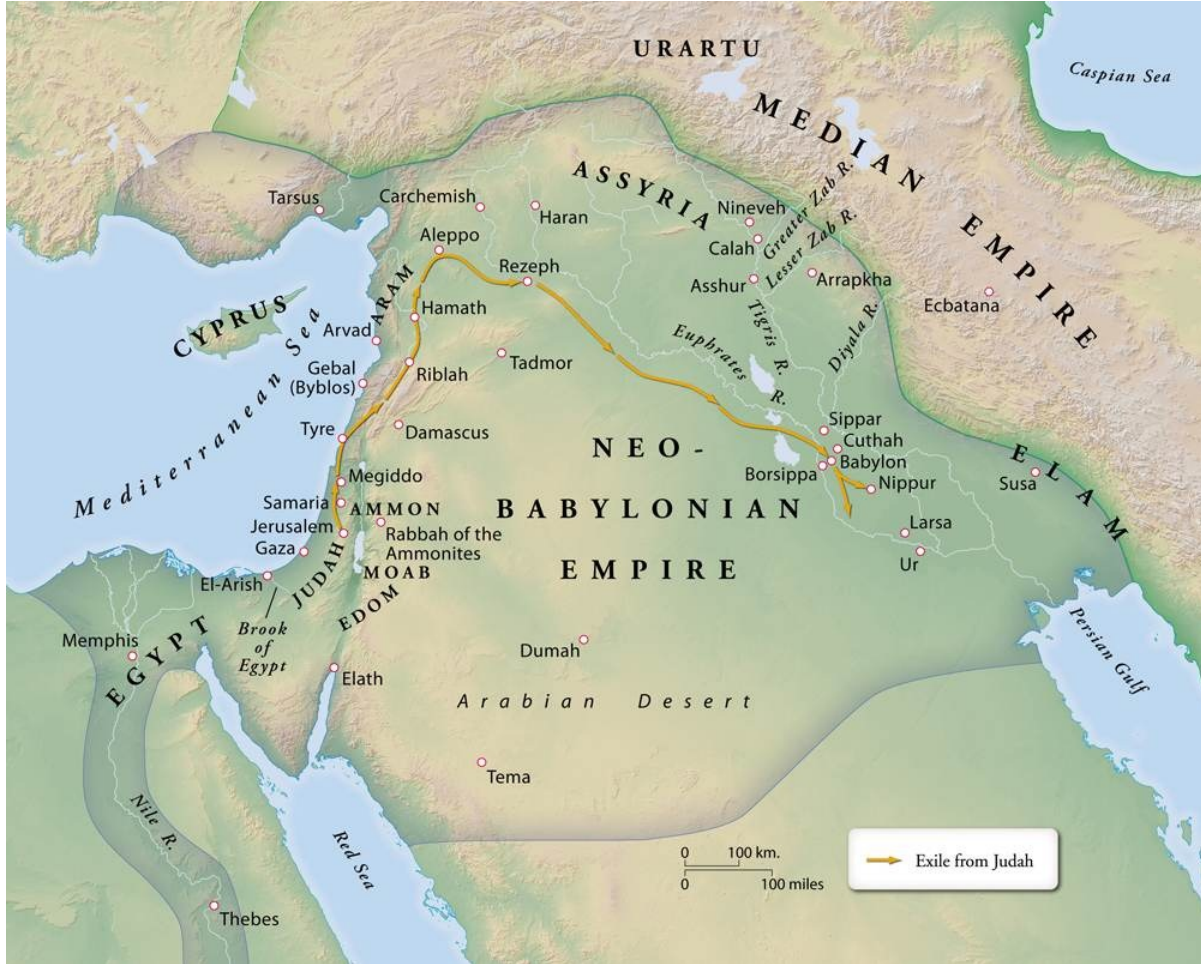 URARTU
Caspian Sea
MEDIAN EMPIRE
ASSYRIA
Tarsus
Carchemish
Haran
Nineveh
Greater Zab R.
Calah
Lesser Zab R.
Aleppo
Rezeph
Asshur
Arrapkha
Ecbatana
ARAM
CYPRUS
Hamath
Arvad
Tigris R.
Diyala R.
Euphrates R.
Mediterranean Sea
Gebal
(Byblos)
Riblah
Tadmor
Tyre
Damascus
Sippar
Cuthah
Babylon
Borsippa
Nippur
NEO-
BABYLONIAN
EMPIRE
ELAM
Susa
Megiddo
Samaria
AMMON
Jerusalem
Rabbah of the
Ammonites
Gaza
JUDAH
MOAB
Larsa
Ur
El-Arish
EDOM
Brook
of
Egypt
EGYPT
Memphis
Dumah
Persian Gulf
Elath
Arabian Desert
Tema
Nile R.
Red Sea
0 100 km.
0 100 miles
Exile from Judah
Thebes